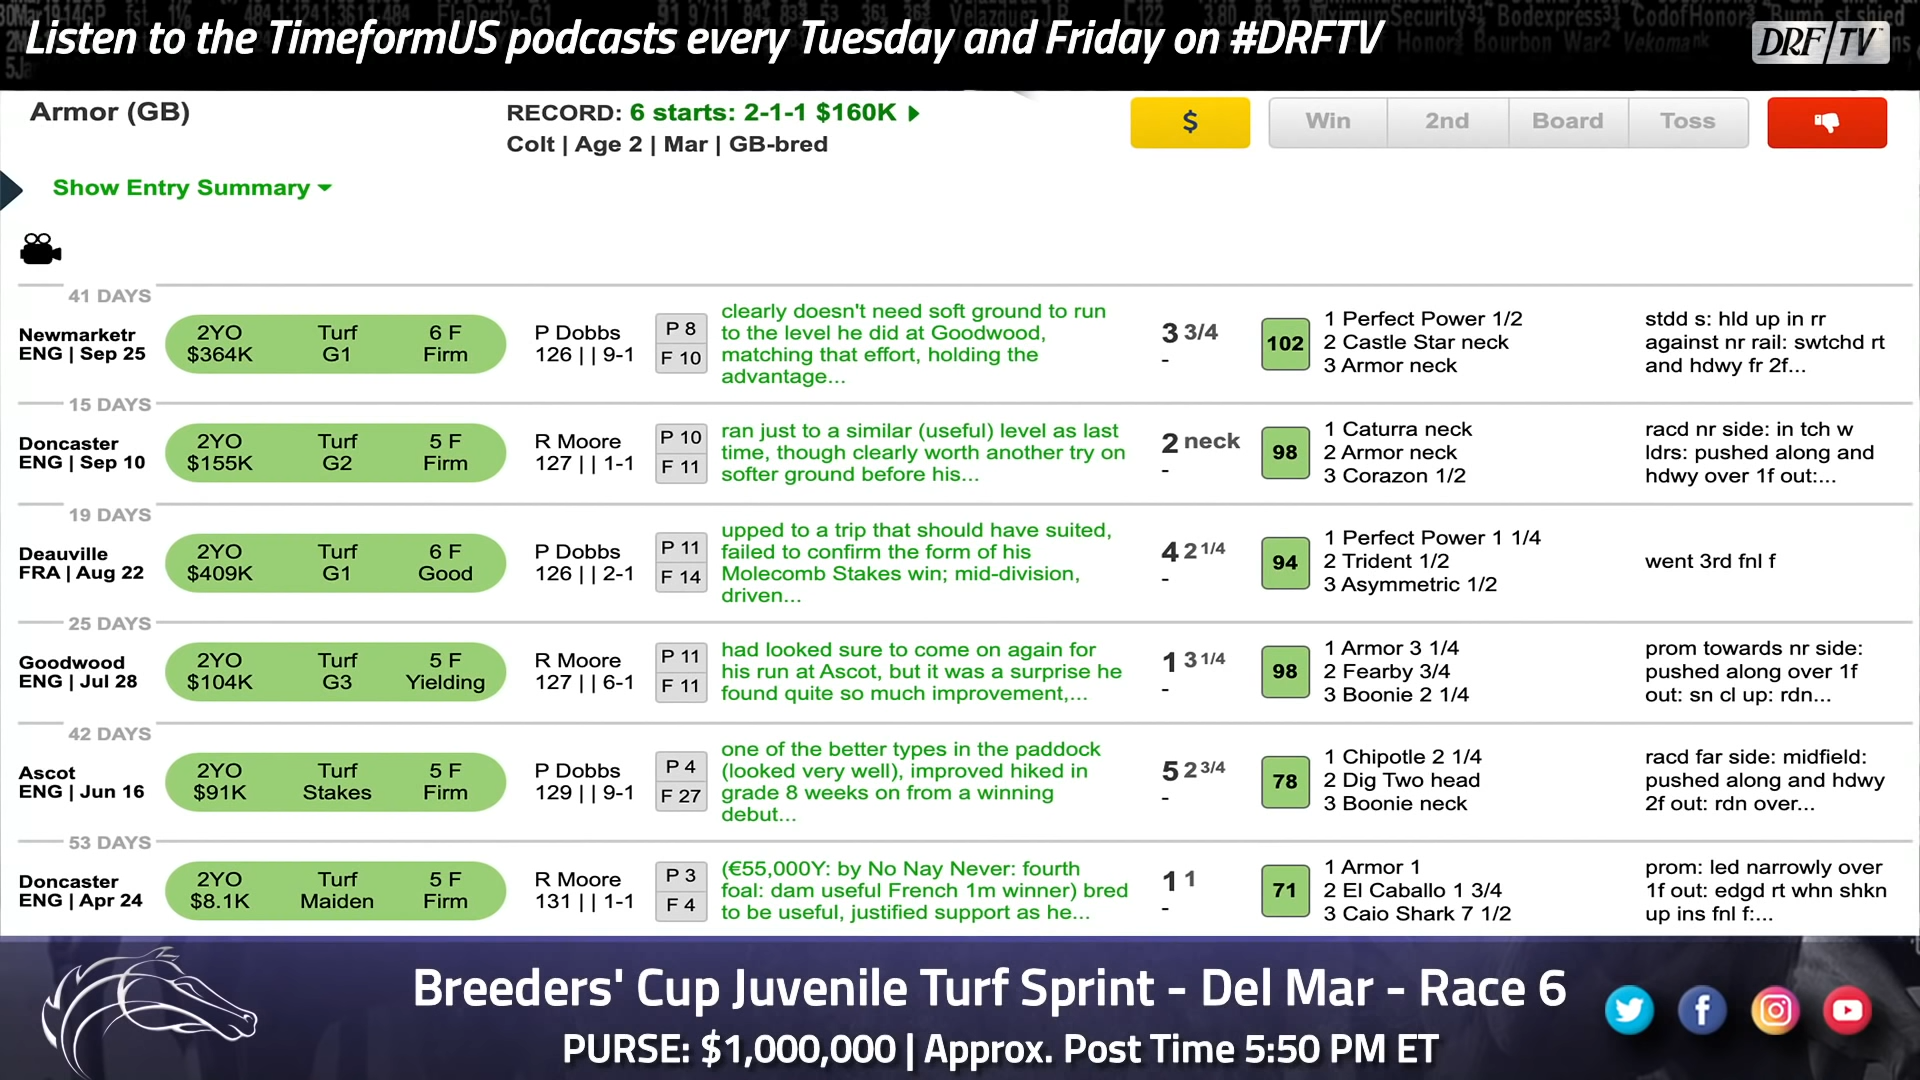 Listen to the TimeformUS podcasts every Tuesday and Friday on #DRFTV
DRF TV
Armor (GB)
RECORD: 6 starts: 2-1-1 $160K
Colt | Age 2 | Mar | GB-bred
$
Win 2nd Board Toss
Show Entry Summary
41 DAYS
Newmarketr
ENG | Sep 25
2YO Turf 6 F
$364K G1 Firm
P Dobbs
126 | | 9-1
P 8
F 10
clearly doesn't need soft ground to run
to the level he did at Goodwood,
matching that effort, holding the
advantage...
3 3/4
-
102
1 Perfect Power 1/2
2 Castle Star neck
3 Armor neck
stdd s: hld up in rr
against nr rail: swtchd rt
and hdwy fr 2f...
15 DAYS
Doncaster
ENG | Sep 10
2YO Turf 5 F
$155K G2 Firm
R Moore
127 | | 1-1
P 10
F 11
ran just to a similar (useful) level as last
time, though clearly worth another try on
softer ground before his...
2 neck
-
98
1 Caturra neck
2 Armor neck
3 Corazon 1/2
racd nr side: in tch w
ldrs: pushed along and
hdwy over 1f out:...
19 DAYS
Deauville
FRA | Aug 22
2YO Turf 6 F
$409K G1 Good
P Dobbs
126 | | 2-1
P 11
F 14
upped to a trip that should have suited,
failed to confirm the form of his
Molecomb Stakes win; mid-division,
driven...
4 2 1/4
-
94
1 Perfect Power 1 1/4
2 Trident 1/2
3 Asymmetric 1/2
went 3rd fnl f
25 DAYS
Goodwood
ENG | Jul 28
2YO Turf 5 F
$104K G3 Yielding
R Moore
127 | | 6-1
P 11
F 11
had looked sure to come on again for
his run at Ascot, but it was a surprise he
found quite so much improvement,...
1 3 1/4
-
98
1 Armor 3 1/4
2 Fearby 3/4
3 Boonie 2 1/4
prom towards nr side:
pushed along over 1f
out: sn cl up: rdn...
42 DAYS
Ascot
ENG | Jun 16
2YO Turf 5 F
$91K Stakes Firm
P Dobbs
129 | | 9-1
P 4
F 27
one of the better types in the paddock
(looked very well), improved hiked in
grade 8 weeks on from a winning
debut...
5 2 3/4
-
78
1 Chipotle 2 1/4
2 Dig Two head
3 Boonie neck
racd far side: midfield:
pushed along and hdwy
2f out: rdn over...
53 DAYS
Doncaster
ENG | Apr 24
2YO Turf 5 F
$8.1K Maiden Firm
R Moore
131 | | 1-1
P 3
F 4
(€55,000Y: by No Nay Never: fourth
foal: dam useful French 1m winner) bred
to be useful, justified support as he...
1 1
-
71
1 Armor 1
2 El Caballo 1 3/4
3 Caio Shark 7 1/2
prom: led narrowly over
1f out: edgd rt whn shkn
up ins fnl f:...
Breeders' Cup Juvenile Turf Sprint - Del Mar - Race 6
PURSE: $1,000,000 | Approx. Post Time 5:50 PM ET